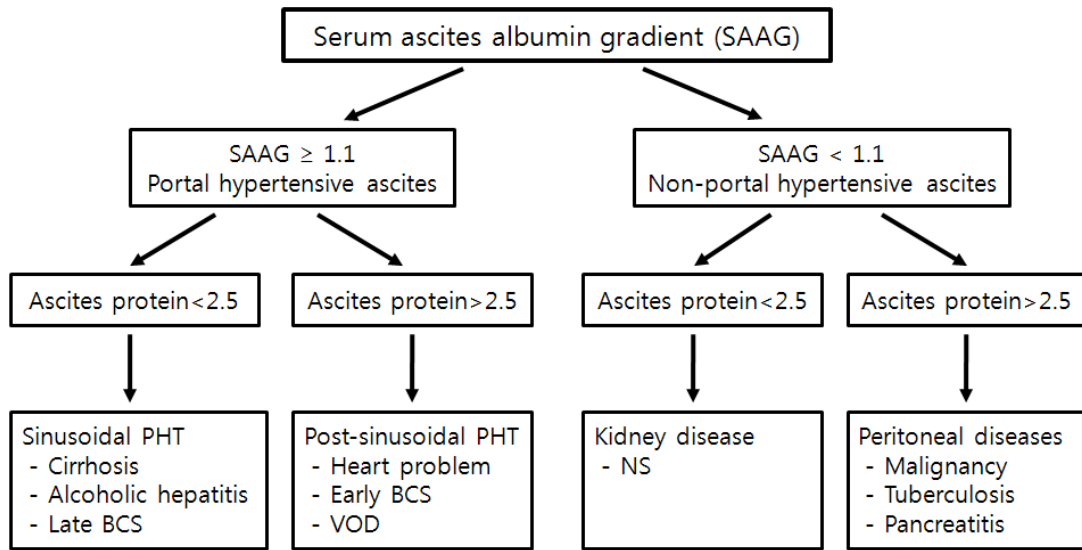 Serum ascites albumin gradient (SAAG)
SAAG ≥ 1.1
Portal hypertensive ascites
SAAG < 1.1
Non-portal hypertensive ascites
Ascites protein<2.5
Ascites protein>2.5
Ascites protein<2.5
Ascites protein>2.5
Sinusoidal PHT
- Cirrhosis
- Alcoholic hepatitis
- Late BCS
Post-sinusoidal PHT
- Heart problem
- Early BCS
- VOD
Kidney disease
- NS
Peritoneal diseases
- Malignancy
- Tuberculosis
- Pancreatitis